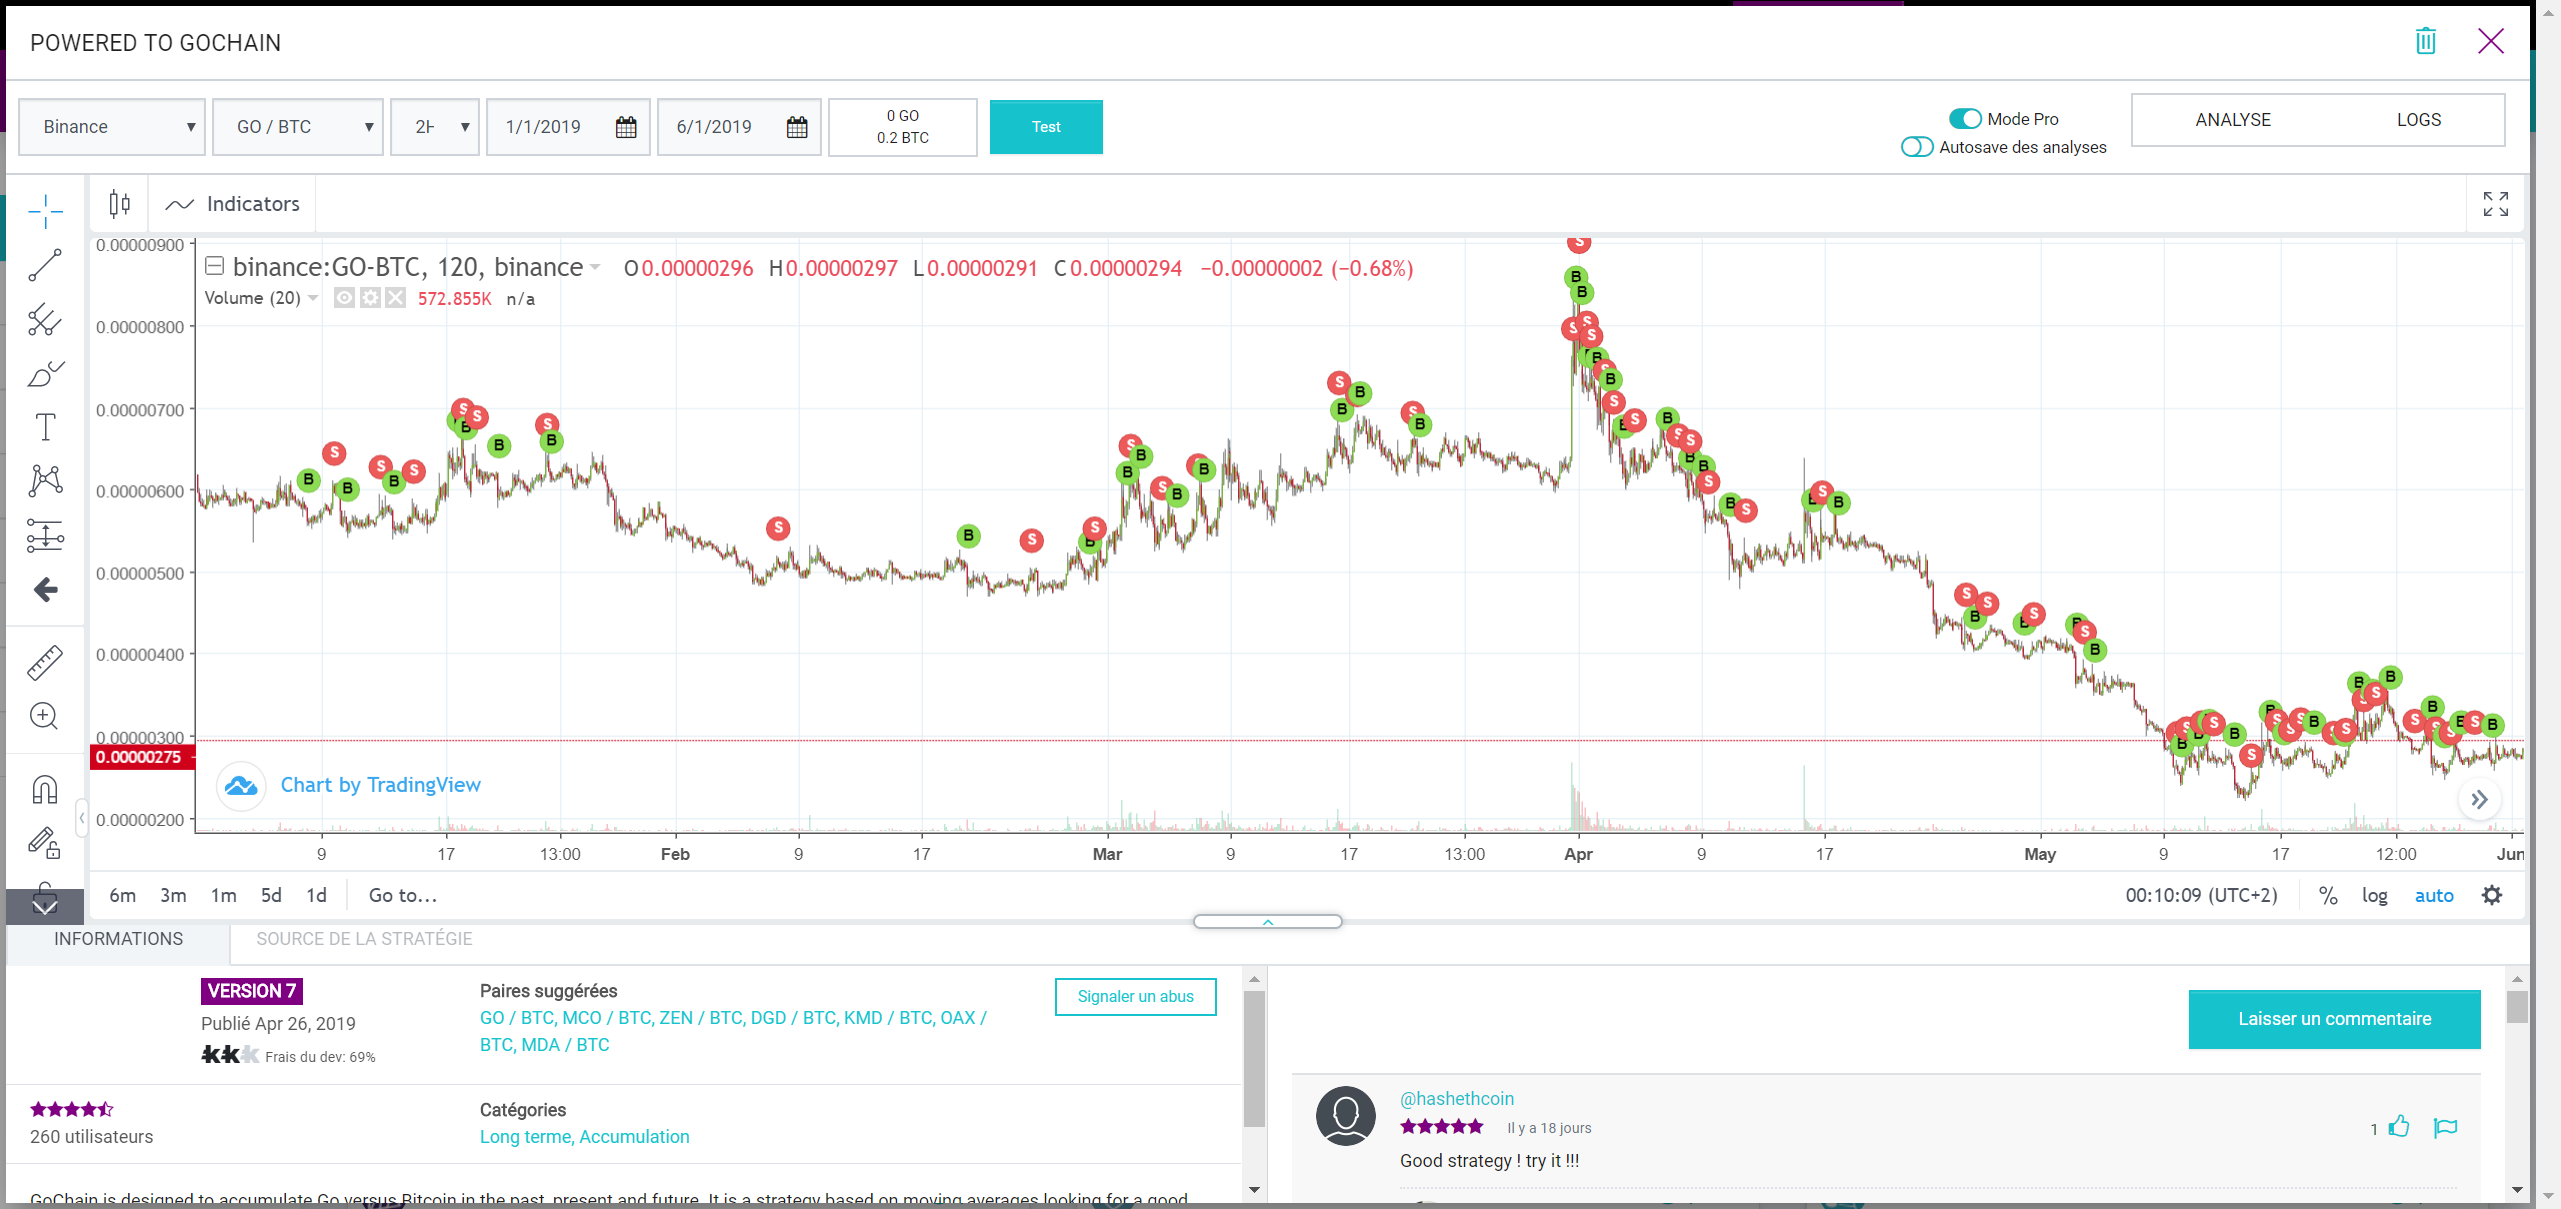 POWERED TO GOCHAIN
Binance
GO / BTC
2H
1/1/2019
6/1/2019
0 GO
0.2 BTC
Test
Mode Pro
Autosave des analyses
ANALYSE
LOGS
Indicators
binance:GO-BTC, 120, binance O0.00000296 H0.00000297 L0.00000291 C0.00000294 −0.00000002 (−0.68%)
Volume (20) 572.855K n/a
0.00000900
0.00000800
0.00000700
0.00000600
0.00000500
0.00000400
0.00000300
0.00000275
0.00000200
Chart by TradingView
9 17 13:00 Feb 9 17 Mar 9 17 13:00 Apr 9 17 May 9 17 12:00 Jun
6m 3m 1m 5d 1d Go to...
00:10:09 (UTC+2) % log auto
INFORMATIONS
SOURCE DE LA STRATÉGIE
VERSION 7
Publié Apr 26, 2019
Frais du dev: 69%
Paires suggérées
GO / BTC, MCO / BTC, ZEN / BTC, DGD / BTC, KMD / BTC, OAX /
BTC, MDA / BTC
Signaler un abus
260 utilisateurs
Catégories
Long terme, Accumulation
GoChain is designed to accumulate Go versus Bitcoin in the past, present and future. It is a strategy based on moving averages looking for a good
Laisser un commentaire
@hashethcoin
Il y a 18 jours
1
Good strategy ! try it !!!